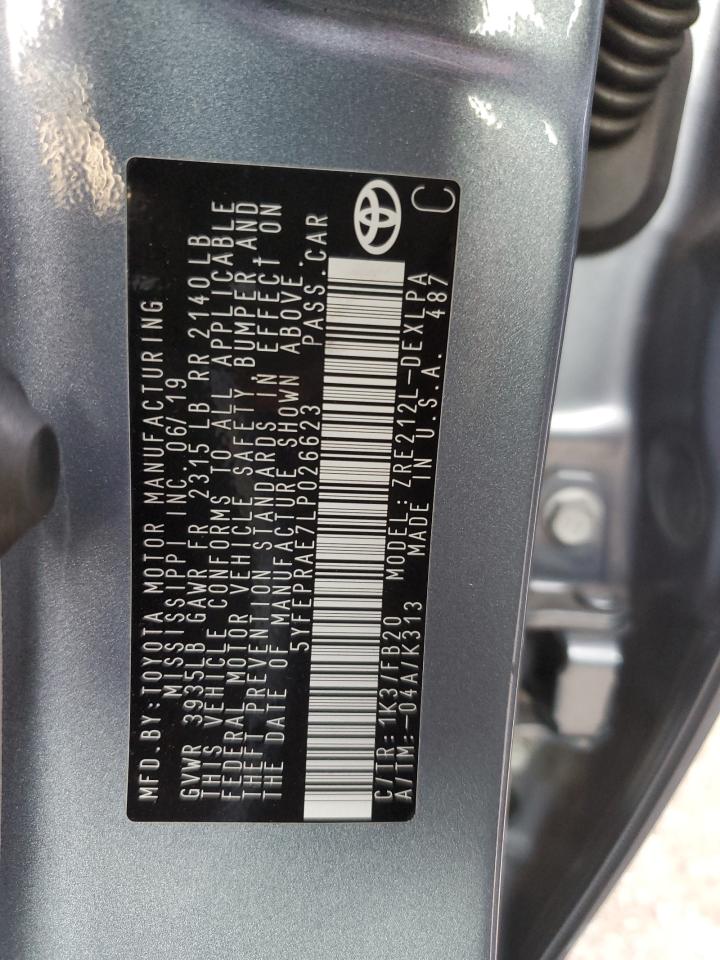 MFD.BY:TOYOTA MOTOR MANUFACTURING
MISSISSIPPI INC. 06/19
GVWR 3935LB GAWR FR 2315 LB RR 2140 LB
THIS VEHICLE CONFORMS TO ALL APPLICABLE
FEDERAL MOTOR VEHICLE SAFETY BUMPER,AND
THEFT PREVENTION STANDARDS IN EFFECT ON
THE DATE OF MANUFACTURE SHOWN ABOVE.
5YFEPRAE7LP026623 PASS.CAR
C/TR:1K3/FB20 MODEL:ZRE212L-DEXLPA
A/TM:-04A/K313 MADE IN U.S.A. 487
C